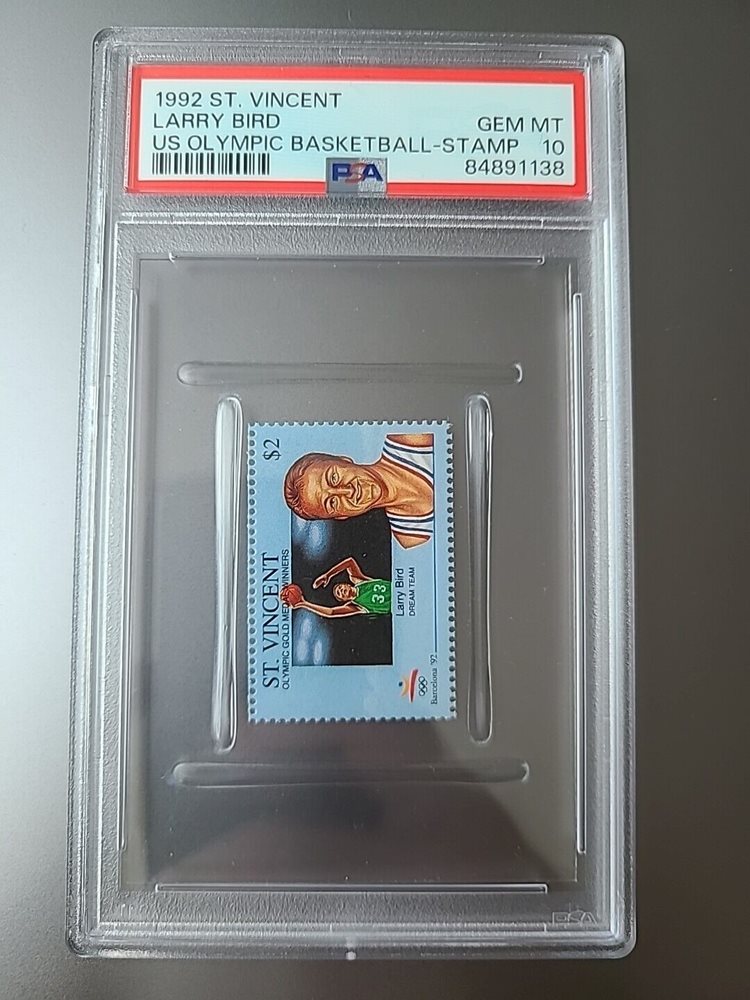 1992 ST. VINCENT
LARRY BIRD GEM MT
US OLYMPIC BASKETBALL-STAMP 10
PSA 84891138
$2
ST. VINCENT
OLYMPIC GOLD MEDAL WINNERS
33
Larry Bird
DREAM TEAM
Barcelona '92
PSA